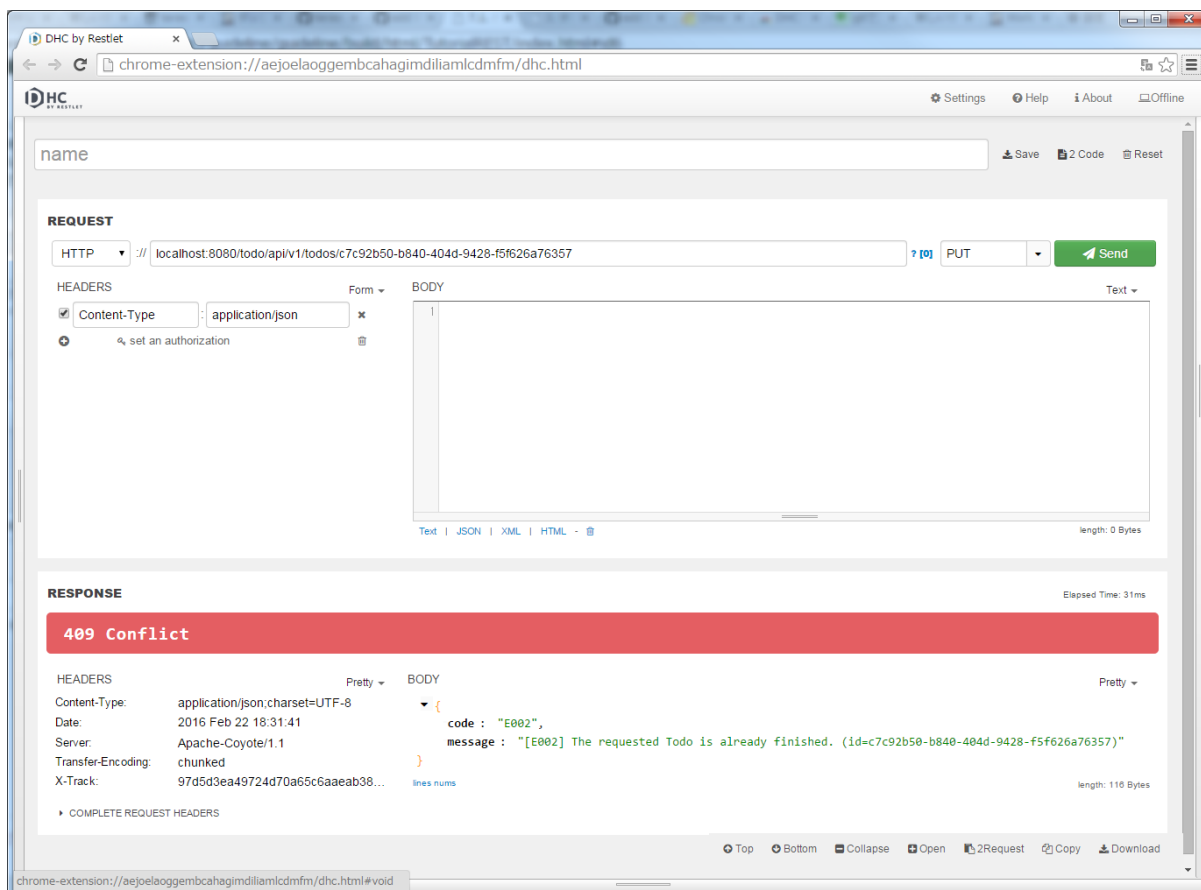 DHC by Restlet
chrome-extension://aejoelaoggembcahagimdiliamlcdmfm/dhc.html
DHC BY RESTLET Settings Help About Offline
name Save 2 Code Reset
REQUEST
HTTP :// localhost:8080/todo/api/v1/todos/c7c92b50-b840-404d-9428-f5f626a76357 ? [0] PUT Send
HEADERS Form BODY Text
Content-Type : application/json 1
set an authorization
Text | JSON | XML | HTML - length: 0 Bytes
RESPONSE Elapsed Time: 31ms
409 Conflict
HEADERS Pretty BODY Pretty
Content-Type: application/json;charset=UTF-8 {
Date: 2016 Feb 22 18:31:41 code : "E002",
Server: Apache-Coyote/1.1 message : "[E002] The requested Todo is already finished. (id=c7c92b50-b840-404d-9428-f5f626a76357)"
Transfer-Encoding: chunked }
X-Track: 97d5d3ea49724d70a65c6aaeab38... lines nums length: 116 Bytes
COMPLETE REQUEST HEADERS
Top Bottom Collapse Open 2Request Copy Download
chrome-extension://aejoelaoggembcahagimdiliamlcdmfm/dhc.html#void